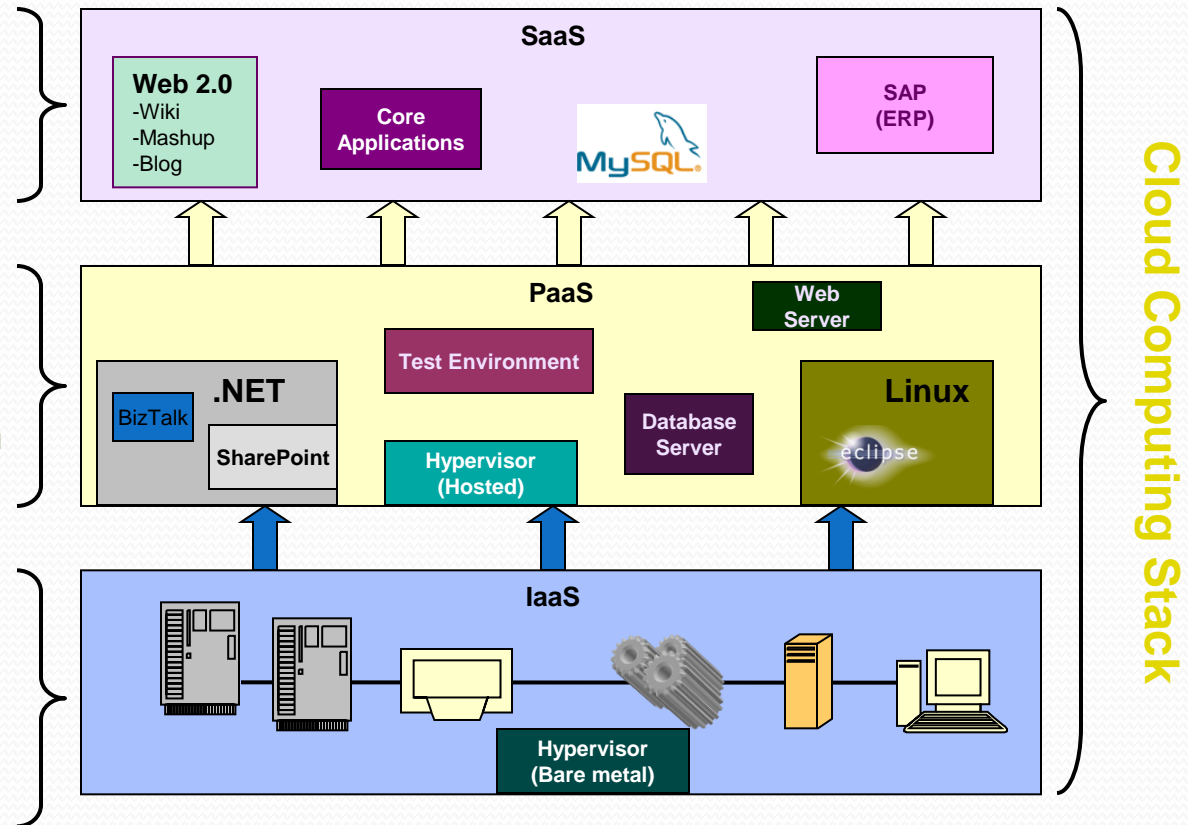 SaaS
Web 2.0
-Wiki
-Mashup
-Blog
Core
Applications
MySQL®
SAP
(ERP)
PaaS
Web
Server
Test Environment
.NET
BizTalk
SharePoint
Hypervisor
(Hosted)
Database
Server
Linux
eclipse
IaaS
Hypervisor
(Bare metal)
Cloud Computing Stack